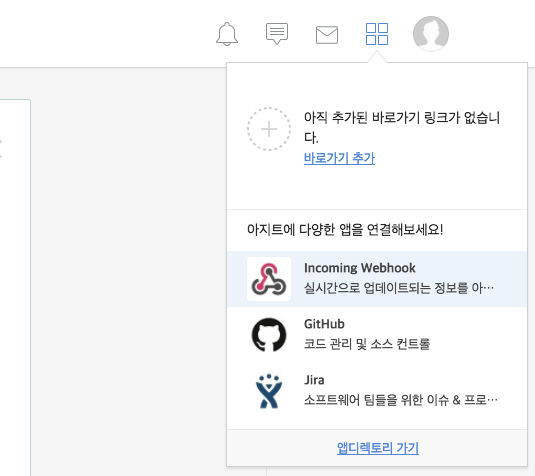 아직 추가된 바로가기 링크가 없습니
다.
바로가기 추가
아지트에 다양한 앱을 연결해보세요!
Incoming Webhook
실시간으로 업데이트되는 정보를 아…
GitHub
코드 관리 및 소스 컨트롤
Jira
소프트웨어 팀들을 위한 이슈 & 프로…
앱디렉토리 가기